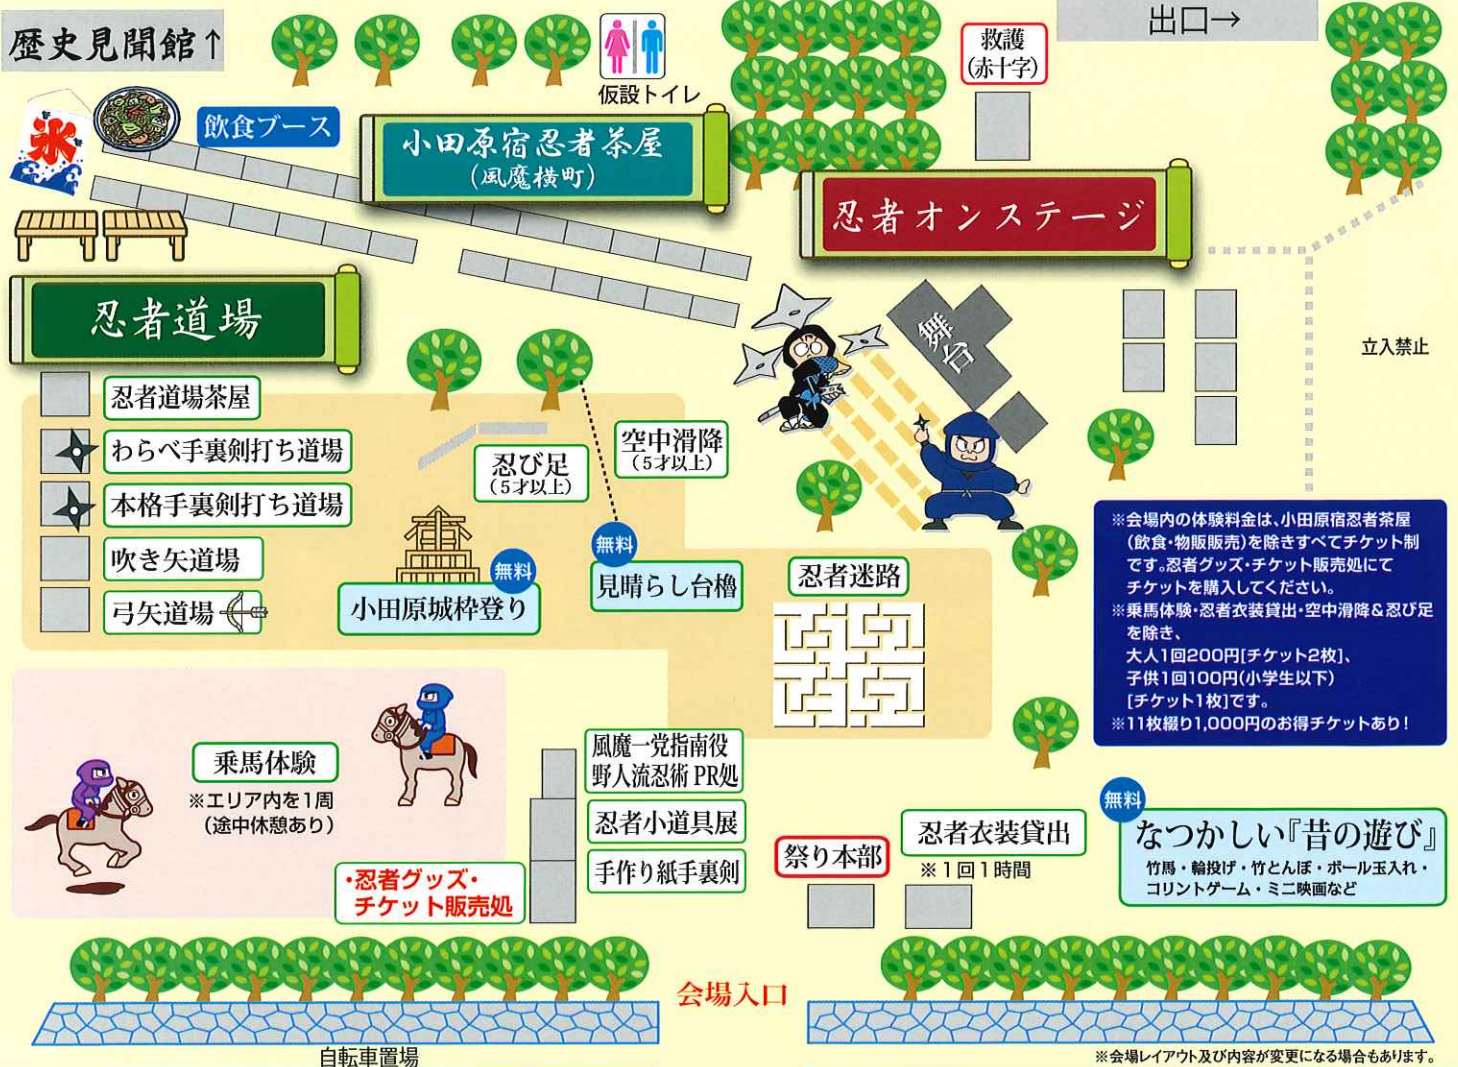 歴史見聞館↑
仮設トイレ
救護
(赤十字)
出口→
氷
飲食ブース
小田原宿忍者茶屋
(風魔横町)
忍者オンステージ
忍者道場
舞台
立入禁止
忍者道場茶屋
わらべ手裏剣打ち道場
本格手裏剣打ち道場
吹き矢道場
弓矢道場
忍び足
(5才以上)
空中滑降
(5才以上)
無料
小田原城枠登り
無料
見晴らし台櫓
忍者迷路
※会場内の体験料金は、小田原宿忍者茶屋
(飲食・物販販売)を除きすべてチケット制
です。忍者グッズ・チケット販売処にて
チケットを購入してください。
※乗馬体験・忍者衣装貸出・空中滑降&忍び足
を除き、
大人1回200円[チケット2枚]、
子供1回100円(小学生以下)
[チケット1枚]です。
※11枚綴り1,000円のお得チケットあり!
乗馬体験
※エリア内を1周
(途中休憩あり)
風魔一党指南役
野人流忍術 PR処
忍者小道具展
手作り紙手裏剣
・忍者グッズ・
チケット販売処
祭り本部
忍者衣装貸出
※1回1時間
無料
なつかしい『昔の遊び』
竹馬・輪投げ・竹とんぼ・ボール玉入れ・
コリントゲーム・ミニ映画など
会場入口
自転車置場
※会場レイアウト及び内容が変更になる場合もあります。